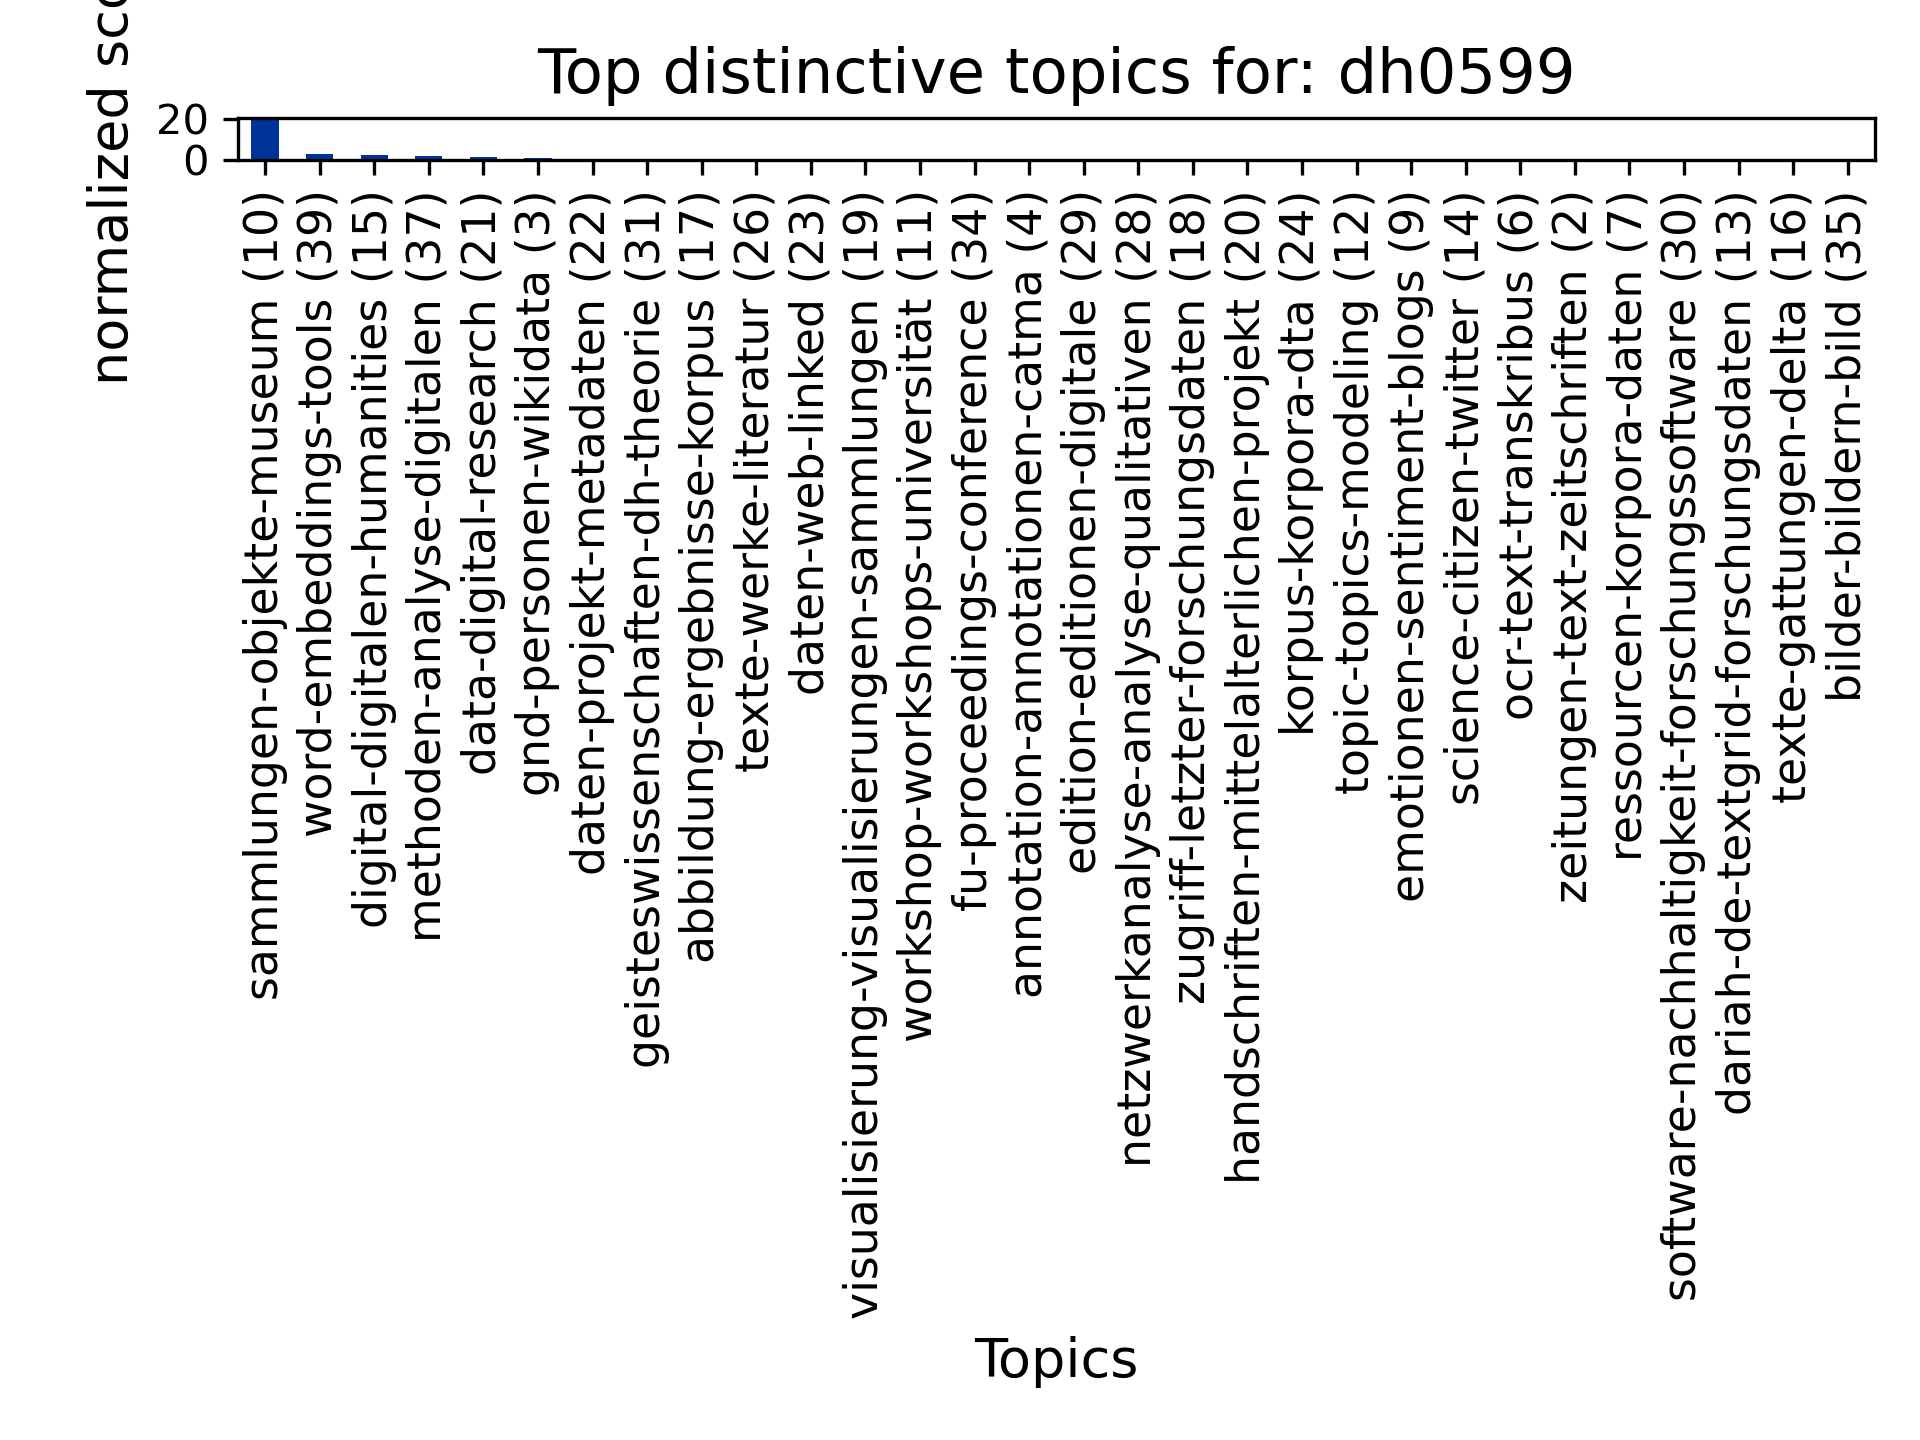 Top distinctive topics for: dh0599
normalized
20
0
sammlungen-objekte-museum (10)
word-embeddings-tools (39)
digital-digitalen-humanities (15)
methoden-analyse-digitalen (37)
data-digital-research (21)
gnd-personen-wikidata (3)
daten-projekt-metadaten (22)
geisteswissenschaften-dh-theorie (31)
abbildung-ergebnisse-korpus (17)
texte-werke-literatur (26)
daten-web-linked (23)
visualisierung-visualisierungen-sammlungen (19)
workshop-workshops-universität (11)
fu-proceedings-conference (34)
annotation-annotationen-catma (4)
edition-editionen-digitale (29)
netzwerkanalyse-analyse-qualitativen (28)
zugriff-letzter-forschungsdaten (18)
handschriften-mittelalterlichen-projekt (20)
korpus-korpora-dta (24)
topic-topics-modeling (12)
emotionen-sentiment-blogs (9)
science-citizen-twitter (14)
ocr-text-transkribus (6)
zeitungen-text-zeitschriften (2)
ressourcen-korpora-daten (7)
software-nachhaltigkeit-forschungssoftware (30)
dariah-de-textgrid-forschungsdaten (13)
texte-gattungen-delta (16)
bilder-bildern-bild (35)
Topics